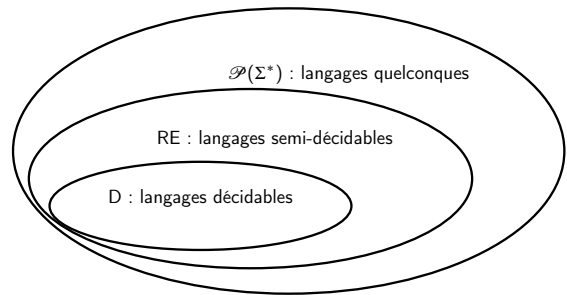 𝒫(Σ*) : langages quelconques
RE : langages semi-décidables
D : langages décidables